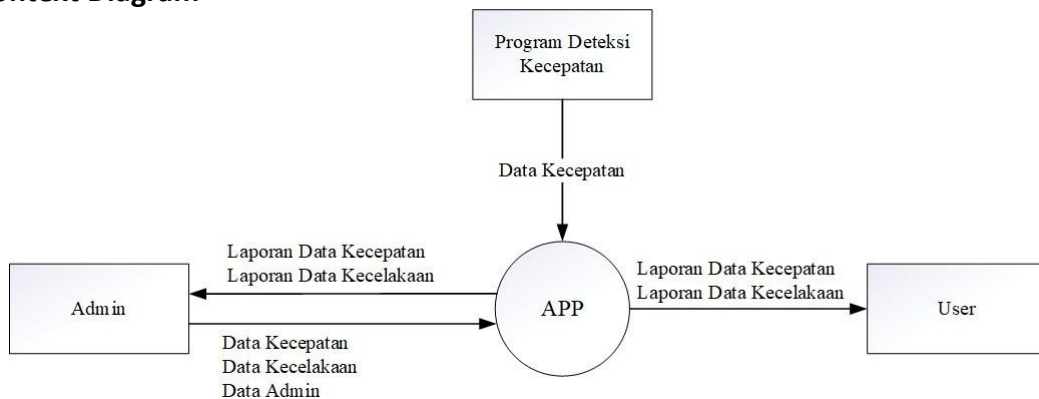 Context Diagram
Program Deteksi
Kecepatan
Data Kecepatan
Laporan Data Kecepatan
Laporan Data Kecelakaan
Laporan Data Kecepatan
Laporan Data Kecelakaan
Admin
APP
User
Data Kecepatan
Data Kecelakaan
Data Admin